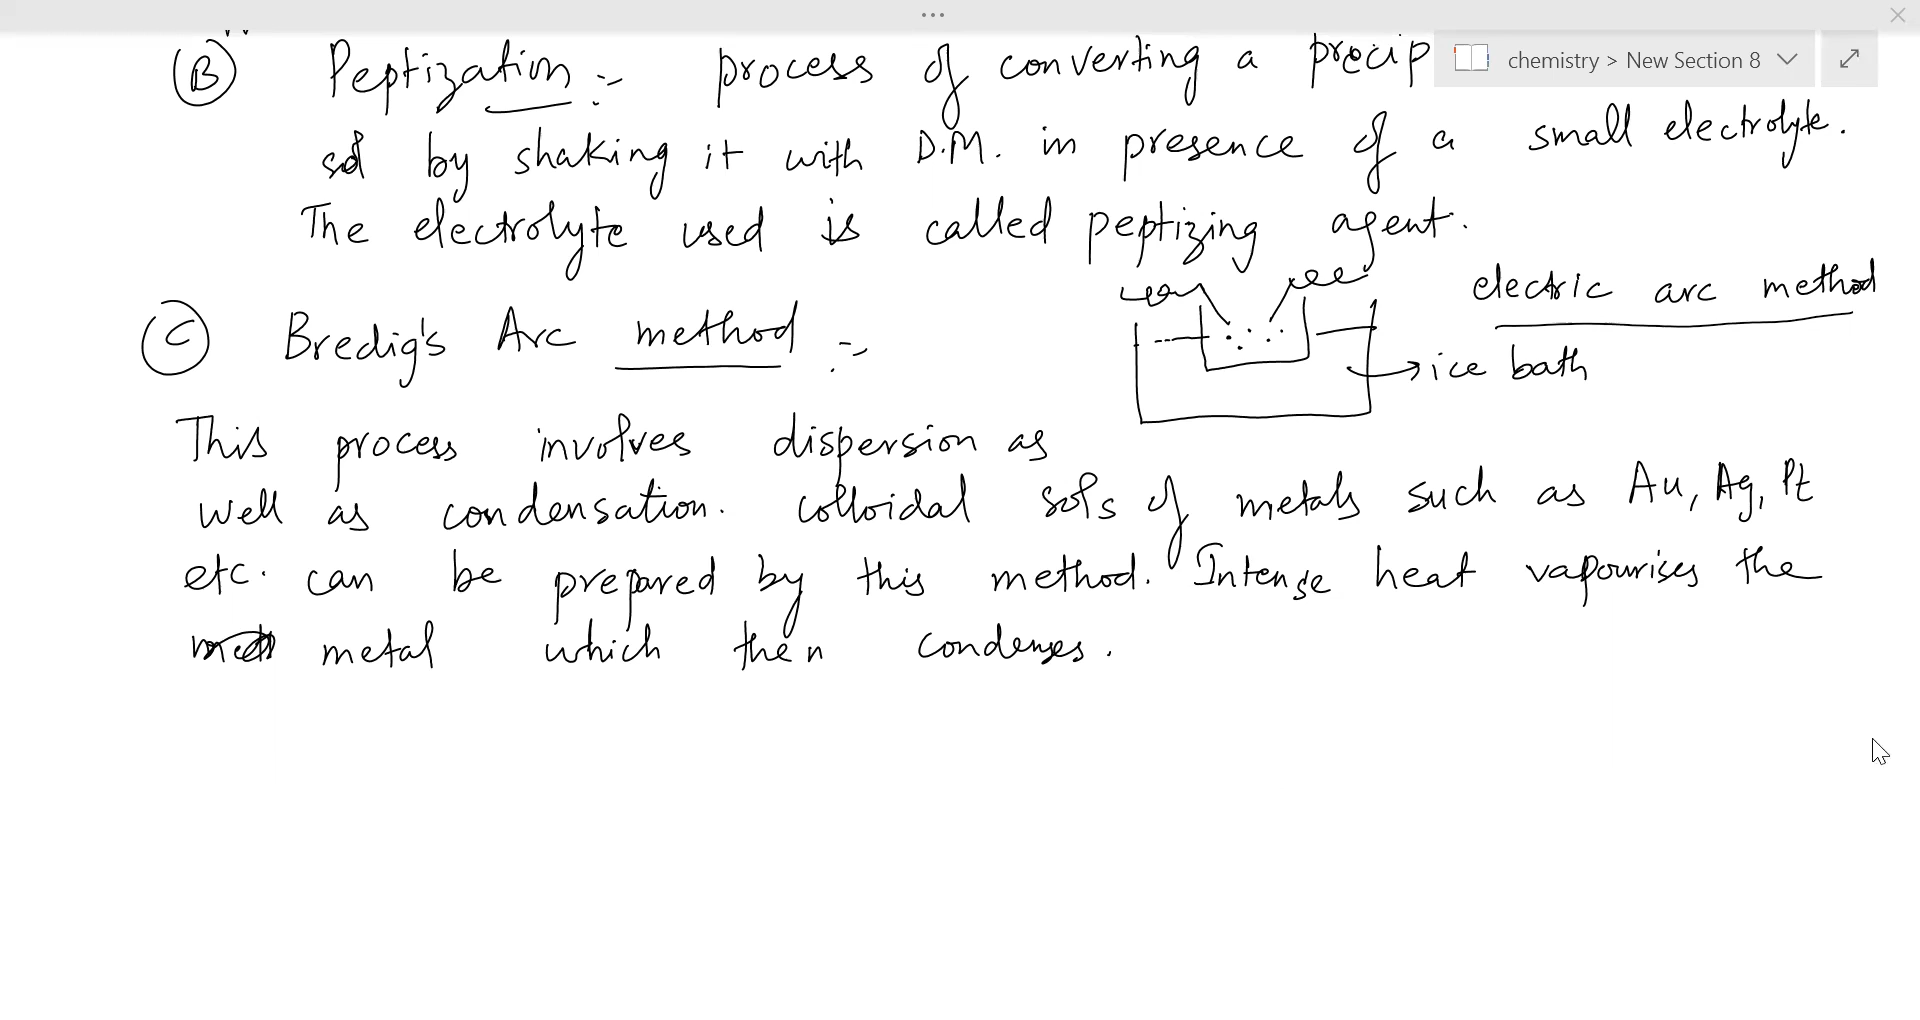 ...
chemistry > New Section 8
(B) Peptization :- process of converting a precip
sol by shaking it with D.M. in presence of a small electrolyte.
The electrolyte used is called peptizing agent.
electric arc method
(C) Bredig's Arc method :-
ice bath
This process involves dispersion as
well as condensation. colloidal sols of metals such as Au, Ag, Pt
etc. can be prepared by this method. Intense heat vapourises the
metal which then condenses.